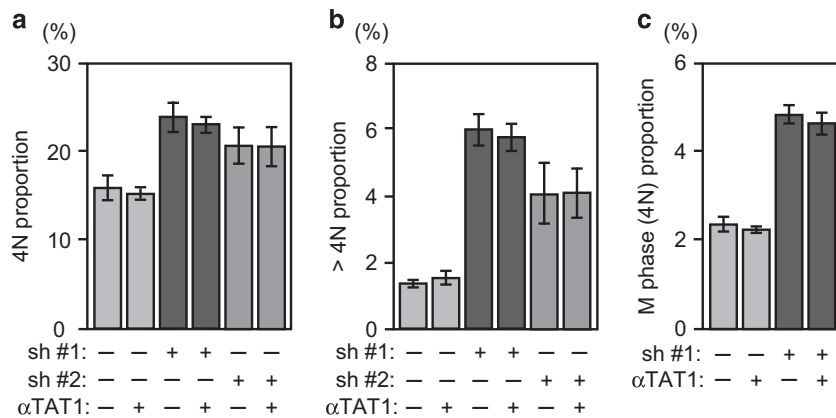 a (%)
30
20
10
0
4N proportion
sh #1: – – + + – –
sh #2: – – – – + +
αTAT1: – + – + – +
b (%)
8
6
4
2
0
> 4N proportion
sh #1: – – + + – –
sh #2: – – – – + +
αTAT1: – + – + – +
c (%)
6
4
2
0
M phase (4N) proportion
sh #1: – – + +
αTAT1: – + – +